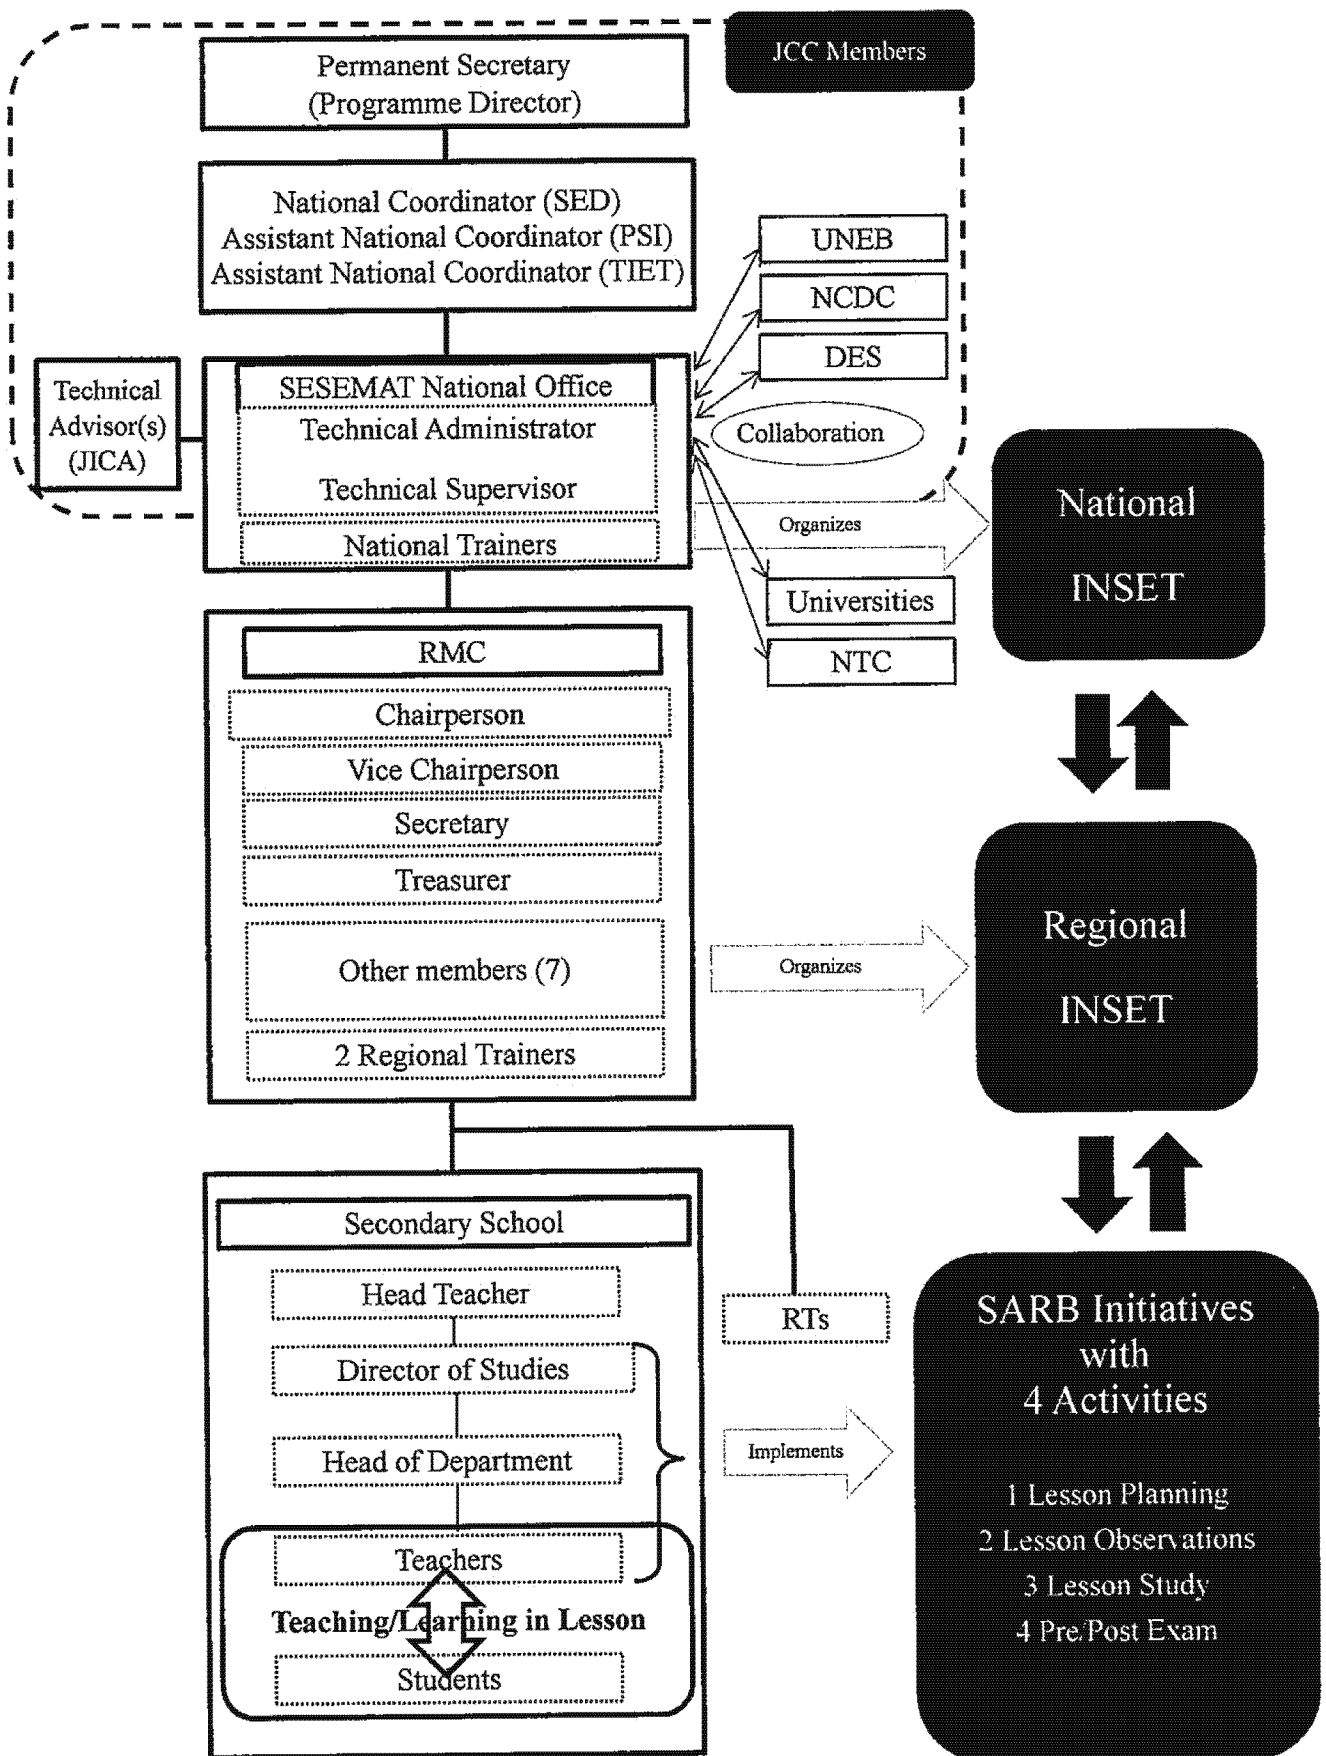 JCC Members
Permanent Secretary
(Programme Director)
National Coordinator (SED)
Assistant National Coordinator (PSI)
Assistant National Coordinator (TIET)
UNEB
NCDC
DES
Collaboration
Technical
Advisor(s)
(JICA)
SESEMAT National Office
Technical Administrator
Technical Supervisor
National Trainers
Organizes
National
INSET
Universities
NTC
RMC
Chairperson
Vice Chairperson
Secretary
Treasurer
Other members (7)
2 Regional Trainers
Organizes
Regional
INSET
Secondary School
Head Teacher
Director of Studies
Head of Department
Teachers
Teaching/Learning in Lesson
Students
RTs
Implements
SARB Initiatives
with
4 Activities
1 Lesson Planning
2 Lesson Observations
3 Lesson Study
4 Pre/Post Exam